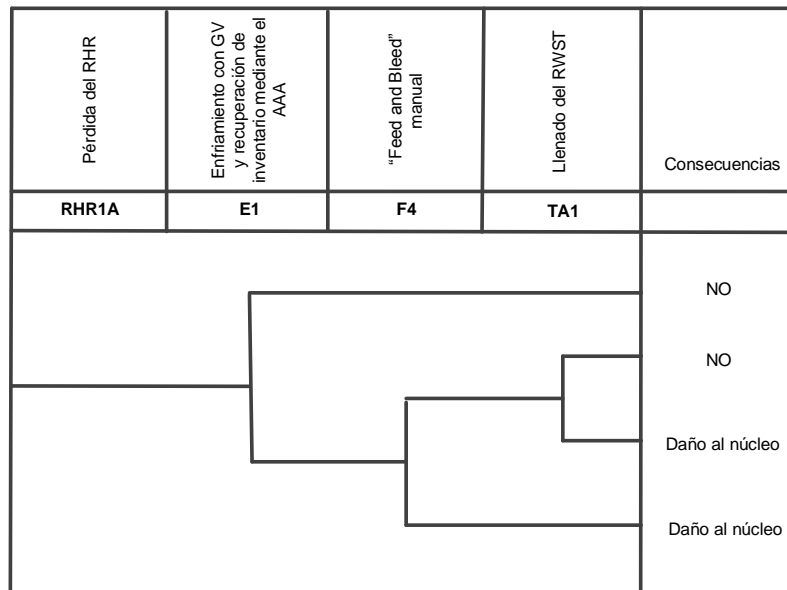 Pérdida del RHR
Enfriamiento con GV
y recuperación de
inventario mediante el
AAA
“Feed and Bleed”
manual
Llenado del RWST
Consecuencias
RHR1A
E1
F4
TA1
NO
NO
Daño al núcleo
Daño al núcleo